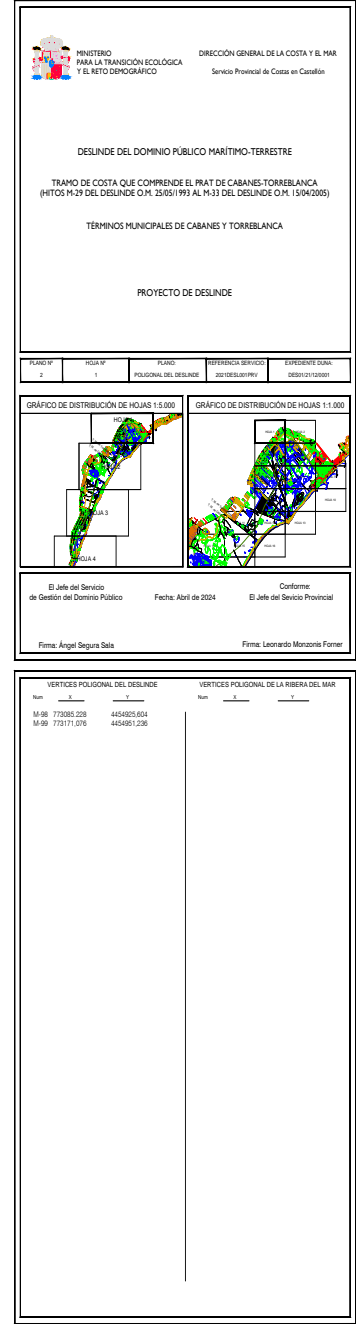 MINISTERIO
PARA LA TRANSICIÓN ECOLÓGICA
Y EL RETO DEMOGRÁFICO
DIRECCIÓN GENERAL DE LA COSTA Y EL MAR
Servicio Provincial de Costas en Castellón
DESLINDE DEL DOMINIO PÚBLICO MARÍTIMO-TERRESTRE
TRAMO DE COSTA QUE COMPRENDE EL PRAT DE CABANES-TORREBLANCA
(HITOS M-29 DEL DESLINDE O.M. 25/05/1993 AL M-33 DEL DESLINDE O.M. 15/04/2005)
TÉRMINOS MUNICIPALES DE CABANES Y TORREBLANCA
PROYECTO DE DESLINDE
PLANO Nº HOJA Nº PLANO: REFERENCIA SERVICIO: EXPEDIENTE DUNA:
2 1 POLIGONAL DEL DESLINDE 2021DESL001PRV DES01/21/12/0001
GRÁFICO DE DISTRIBUCIÓN DE HOJAS 1:5.000
GRÁFICO DE DISTRIBUCIÓN DE HOJAS 1:1.000
HOJA 3
HOJA 4
El Jefe del Servicio
de Gestión del Dominio Público
Fecha: Abril de 2024
Conforme:
El Jefe del Sevicio Provincial
Firma: Ángel Segura Sala
Firma: Leonardo Monzonis Forner
VERTICES POLIGONAL DEL DESLINDE
Num X Y
M-98 773085.228 4454925,604
M-99 773171,076 4454951,236
VERTICES POLIGONAL DE LA RIBERA DEL MAR
Num X Y